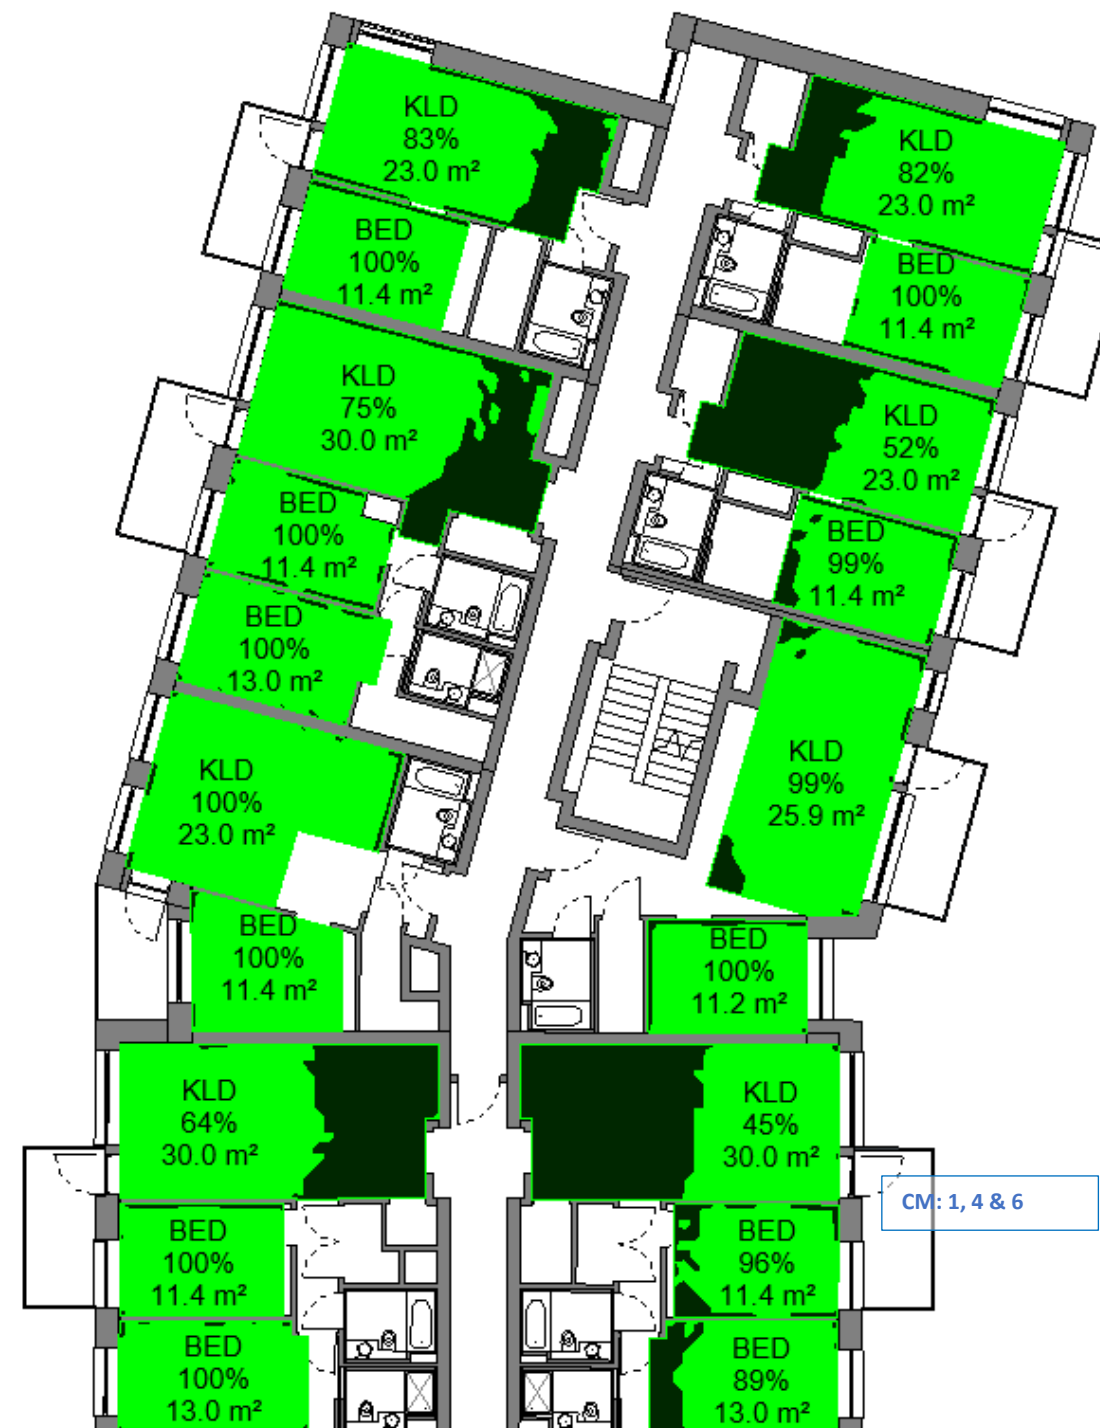 KLD
83%
23.0 m²
KLD
82%
23.0 m²
BED
100%
11.4 m²
BED
100%
11.4 m²
KLD
75%
30.0 m²
KLD
52%
23.0 m²
BED
100%
11.4 m²
BED
99%
11.4 m²
BED
100%
13.0 m²
KLD
100%
23.0 m²
KLD
99%
25.9 m²
BED
100%
11.4 m²
BED
100%
11.2 m²
KLD
64%
30.0 m²
KLD
45%
30.0 m²
CM: 1, 4 & 6
BED
100%
11.4 m²
BED
96%
11.4 m²
BED
100%
13.0 m²
BED
89%
13.0 m²